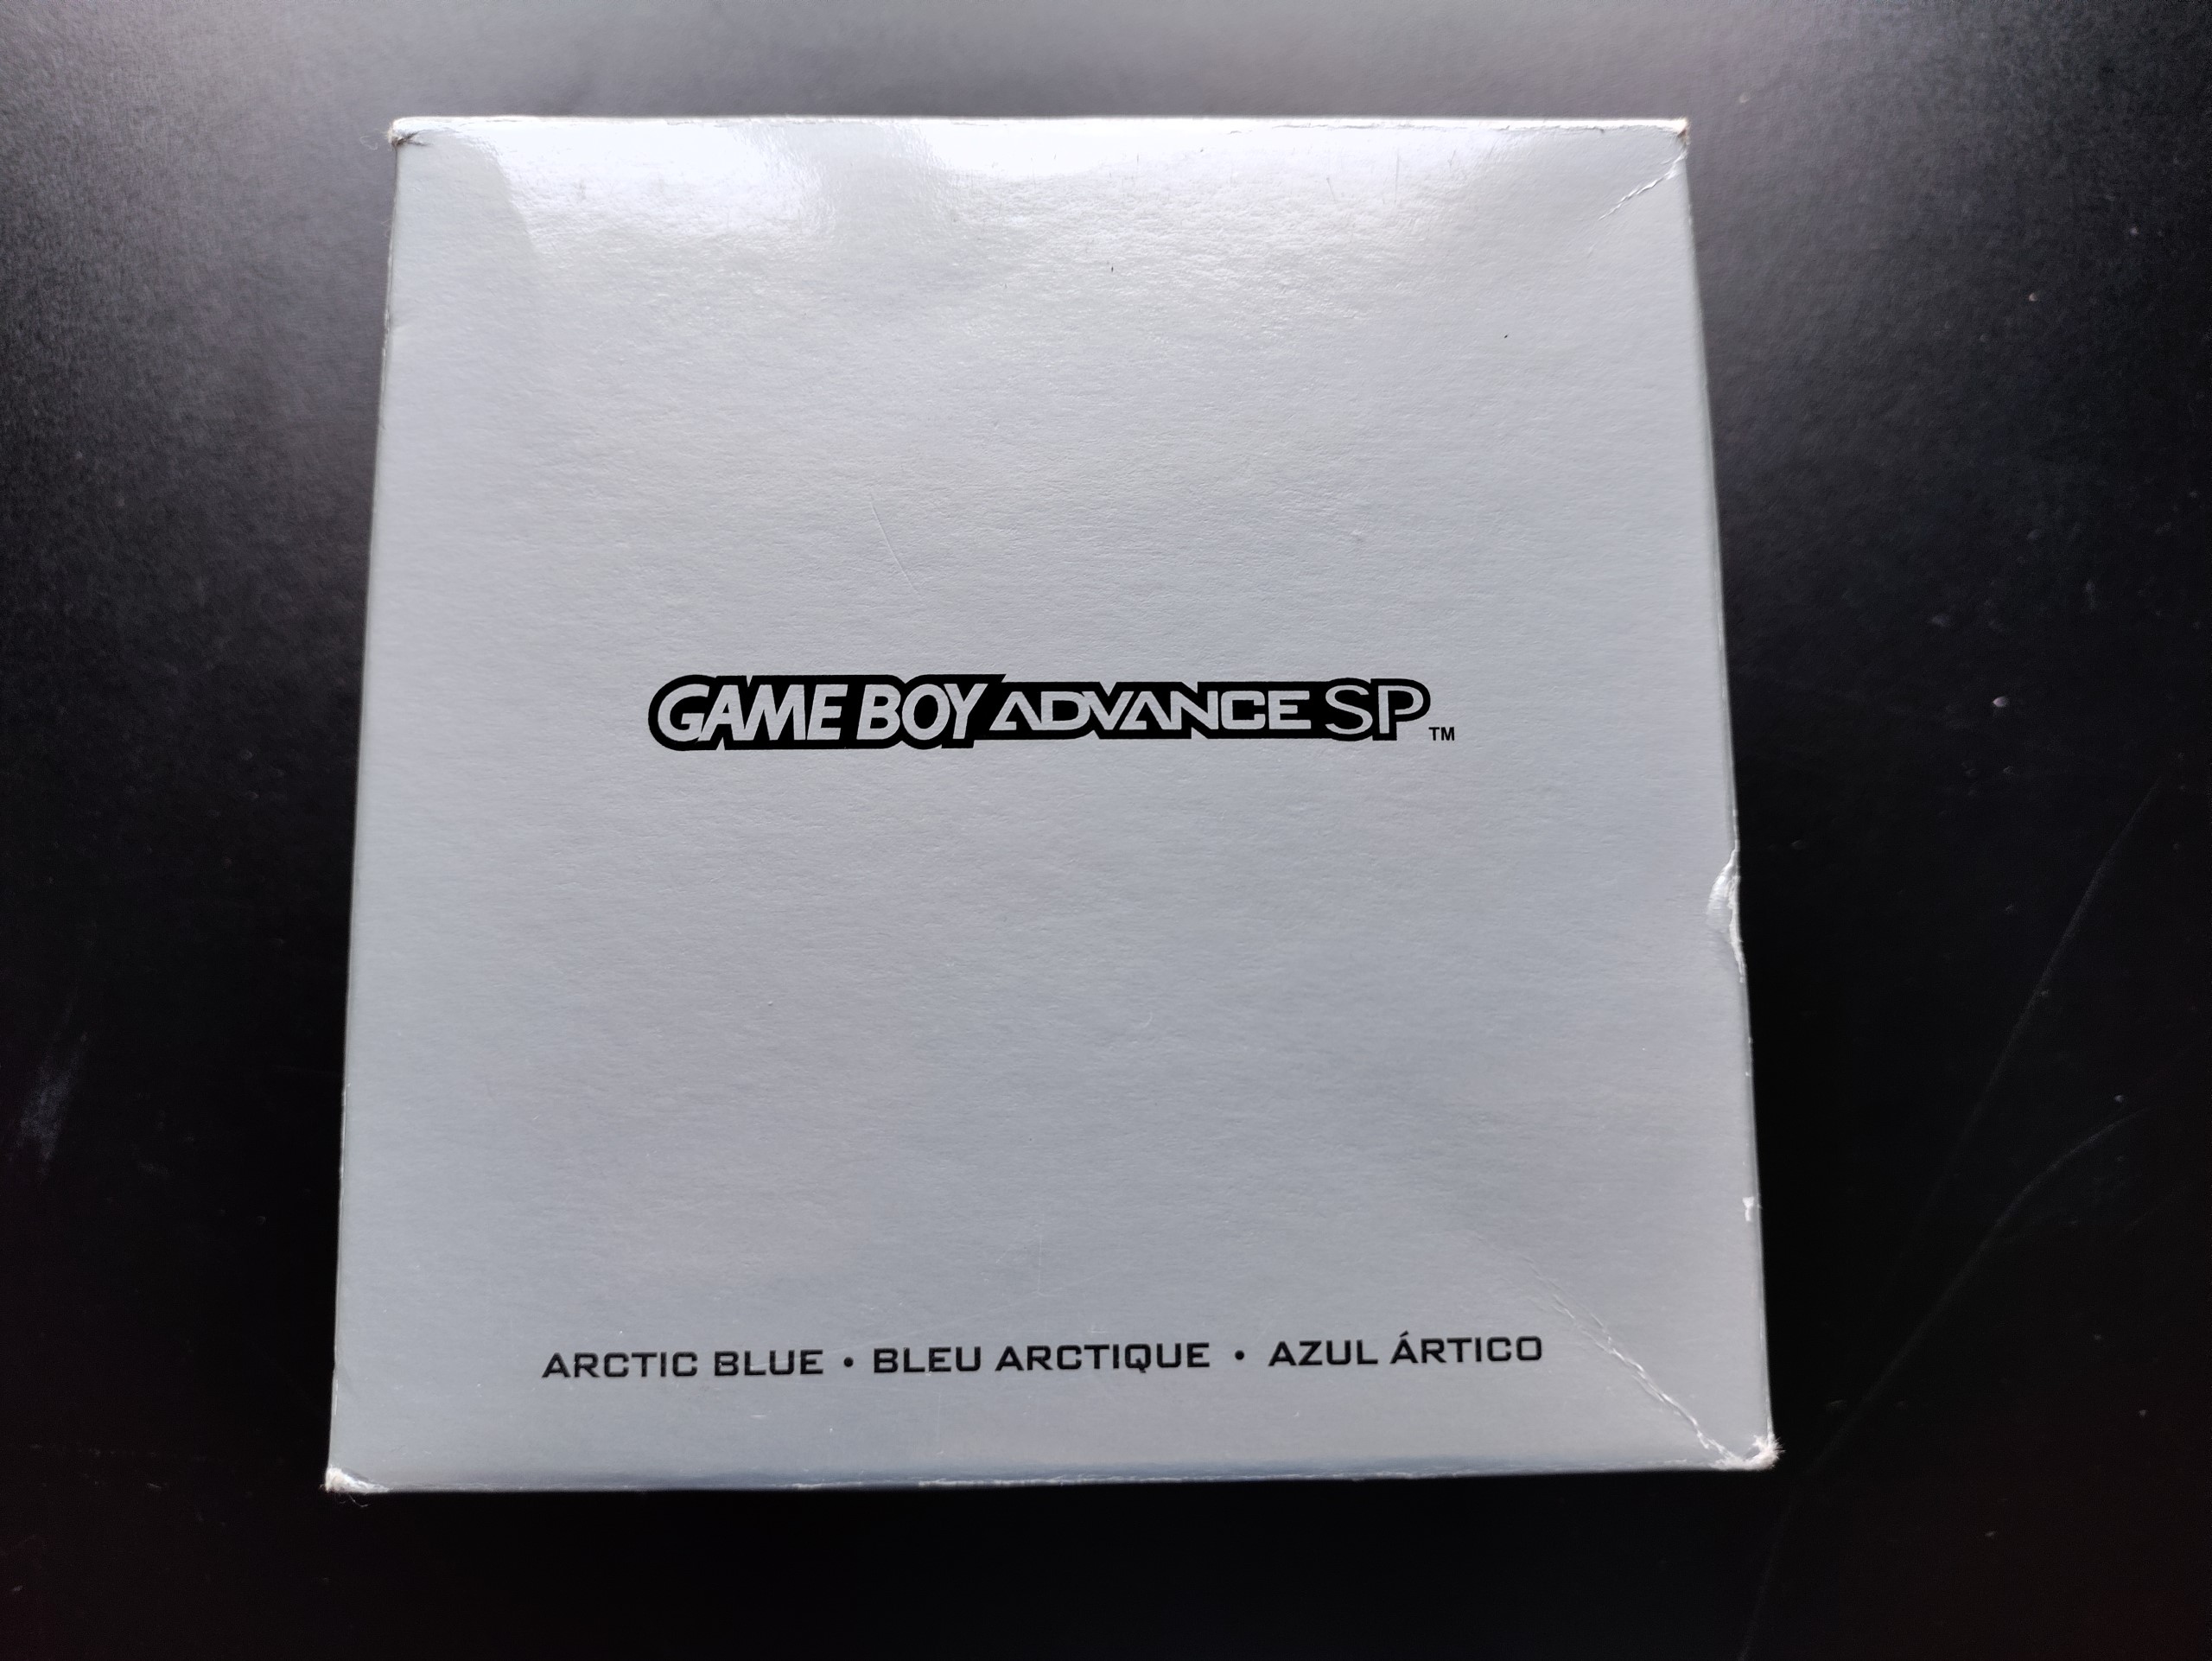 GAME BOY ADVANCE SP™
ARCTIC BLUE • BLEU ARCTIQUE • AZUL ÁRTICO